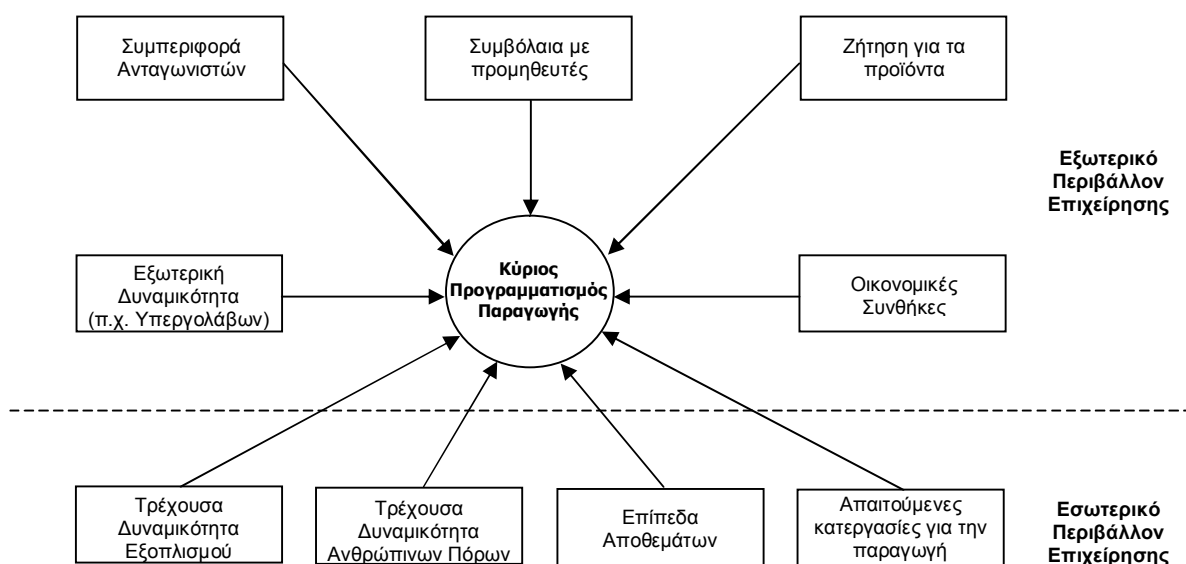 Συμπεριφορά
Ανταγωνιστών
Συμβόλαια με
προμηθευτές
Ζήτηση για τα
προϊόντα
Εξωτερικό
Περιβάλλον
Επιχείρησης
Εξωτερική
Δυναμικότητα
(π.χ. Υπεργολάβων)
Κύριος
Προγραμματισμός
Παραγωγής
Οικονομικές
Συνθήκες
Τρέχουσα
Δυναμικότητα
Εξοπλισμού
Τρέχουσα
Δυναμικότητα
Ανθρώπινων Πόρων
Επίπεδα
Αποθεμάτων
Απαιτούμενες
κατεργασίες για την
παραγωγή
Εσωτερικό
Περιβάλλον
Επιχείρησης